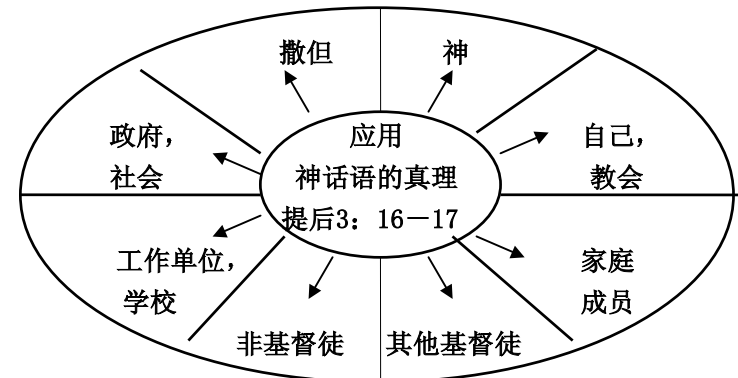 撒但
神
政府，
社会
应用
神话语的真理
提后3：16－17
自己，
教会
工作单位，
学校
家庭
成员
非基督徒
其他基督徒